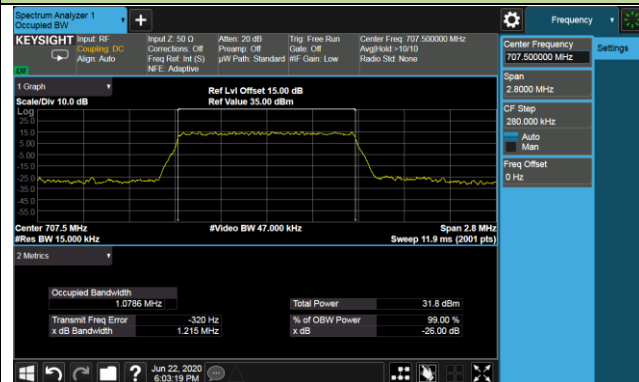 Spectrum Analyzer 1
Occupied BW
Frequency
KEYSIGHT
Input: RF
Coupling: DC
Align: Auto
Input Z: 50 Ω
Corrections: Off
Freq Ref: Int (S)
NFE: Adaptive
Atten: 20 dB
Preamp: Off
µW Path: Standard
Trig: Free Run
Gate: Off
#IF Gain: Low
Center Freq: 707.500000 MHz
Avg|Hold:>10/10
Radio Std: None
Center Frequency
707.500000 MHz
Settings
Span
2.8000 MHz
CF Step
280.000 kHz
Auto
Man
Freq Offset
0 Hz
1 Graph
Scale/Div 10.0 dB
Ref Lvl Offset 15.00 dB
Ref Value 35.00 dBm
Log
25.0
15.0
5.00
-5.00
-15.0
-25.0
-35.0
-45.0
-55.0
Center 707.5 MHz
#Res BW 15.000 kHz
#Video BW 47.000 kHz
Span 2.8 MHz
Sweep 11.9 ms (2001 pts)
2 Metrics
Occupied Bandwidth
1.0786 MHz
Total Power 31.8 dBm
Transmit Freq Error -320 Hz
% of OBW Power 99.00 %
x dB Bandwidth 1.215 MHz
x dB -26.00 dB
?
Jun 22, 2020
6:03:19 PM